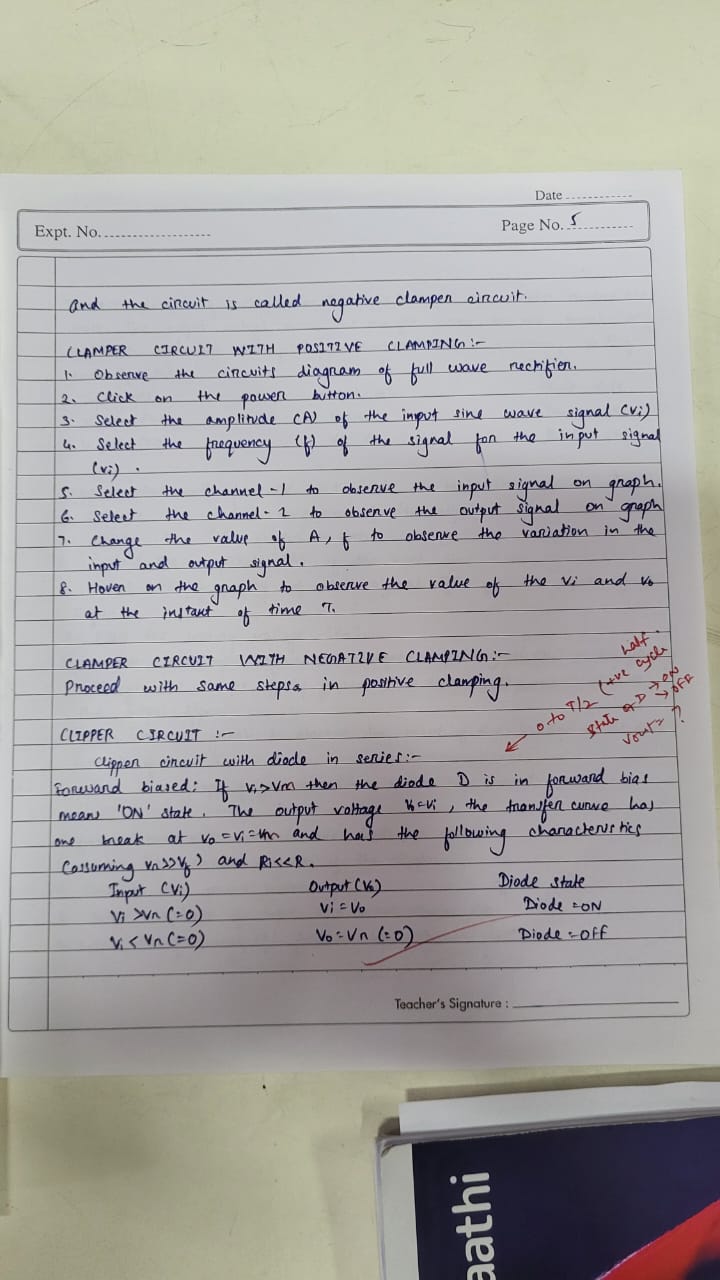 Date
Expt. No.
Page No. 5
and the circuit is called negative clamper circuit.
CLAMPER CIRCUIT WITH POSITIVE CLAMPING :-
1. Observe the circuits diagram of full wave rectifier.
2. Click on the power button.
3. Select the amplitude (A) of the input sine wave signal (Vi)
4. Select the frequency (f) of the signal for the input signal
(Vi).
5. Select the channel-1 to observe the input signal on graph.
6. Select the channel-2 to observe the output signal on graph
7. Change the value of A, f to observe the variation in the
input and output signal.
8. Hover on the graph to observe the value of the Vi and Vo
at the instant of time T.
CLAMPER CIRCUIT WITH NEGATIVE CLAMPING :-
Proceed with same steps in positive clamping.
0 to T/2 (+ve half cycle
State of D → ON
→ OFF
Vout = ?
CLIPPER CIRCUIT :-
Clipper circuit with diode in series :-
Forward biased: If Vi>Vm then the diode D is in forward bias
means 'ON' state. The output voltage Vo=Vi, the transfer curve has
one break at Vo=Vi=Vm and has the following characteristics
(assuming Vn>>Vf) and Ri<<R.
Input (Vi) Output (Vo) Diode state
Vi >Vn (=0) Vi = Vo Diode = ON
Vi < Vn (=0) Vo = Vn (=0) Diode = OFF
Teacher's Signature :
aathi